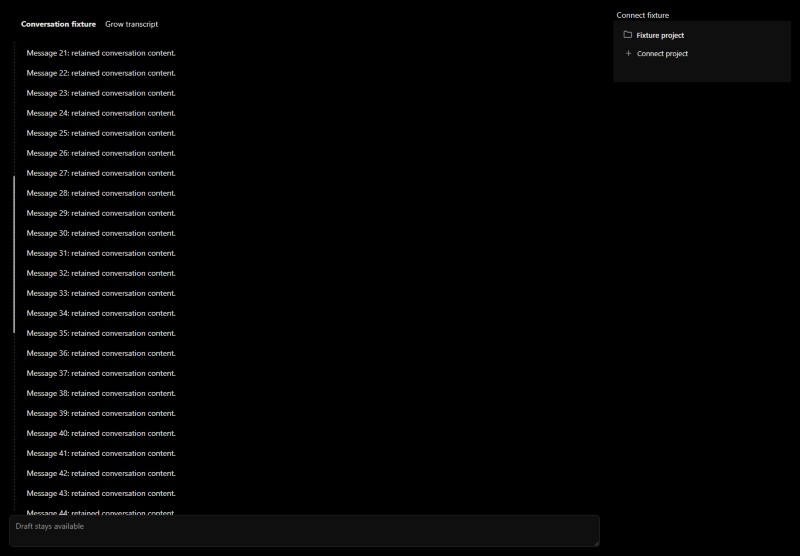 Conversation fixture Grow transcript
Message 21: retained conversation content.
Message 22: retained conversation content.
Message 23: retained conversation content.
Message 24: retained conversation content.
Message 25: retained conversation content.
Message 26: retained conversation content.
Message 27: retained conversation content.
Message 28: retained conversation content.
Message 29: retained conversation content.
Message 30: retained conversation content.
Message 31: retained conversation content.
Message 32: retained conversation content.
Message 33: retained conversation content.
Message 34: retained conversation content.
Message 35: retained conversation content.
Message 36: retained conversation content.
Message 37: retained conversation content.
Message 38: retained conversation content.
Message 39: retained conversation content.
Message 40: retained conversation content.
Message 41: retained conversation content.
Message 42: retained conversation content.
Message 43: retained conversation content.
Message 44: retained conversation content.
Draft stays available
Connect fixture
Fixture project
+ Connect project